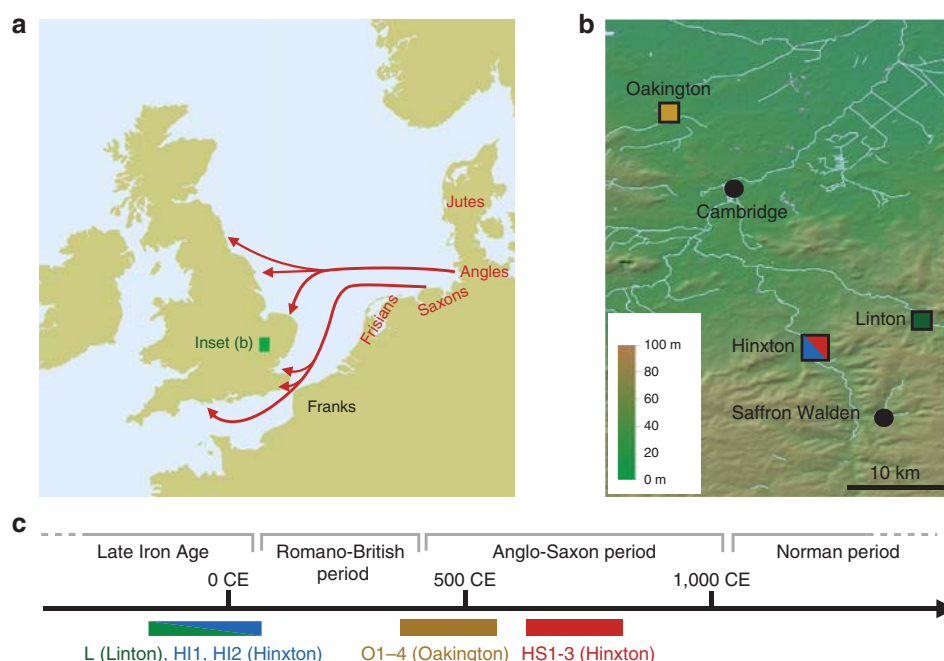 a
Jutes
Angles
Saxons
Frisians
Inset (b)
Franks
b
Oakington
Cambridge
Linton
Hinxton
Saffron Walden
100 m
80
60
40
20
0 m
10 km
c
Late Iron Age
Romano-British
period
Anglo-Saxon period
Norman period
0 CE
500 CE
1,000 CE
L (Linton), HI1, HI2 (Hinxton)
O1–4 (Oakington)
HS1-3 (Hinxton)